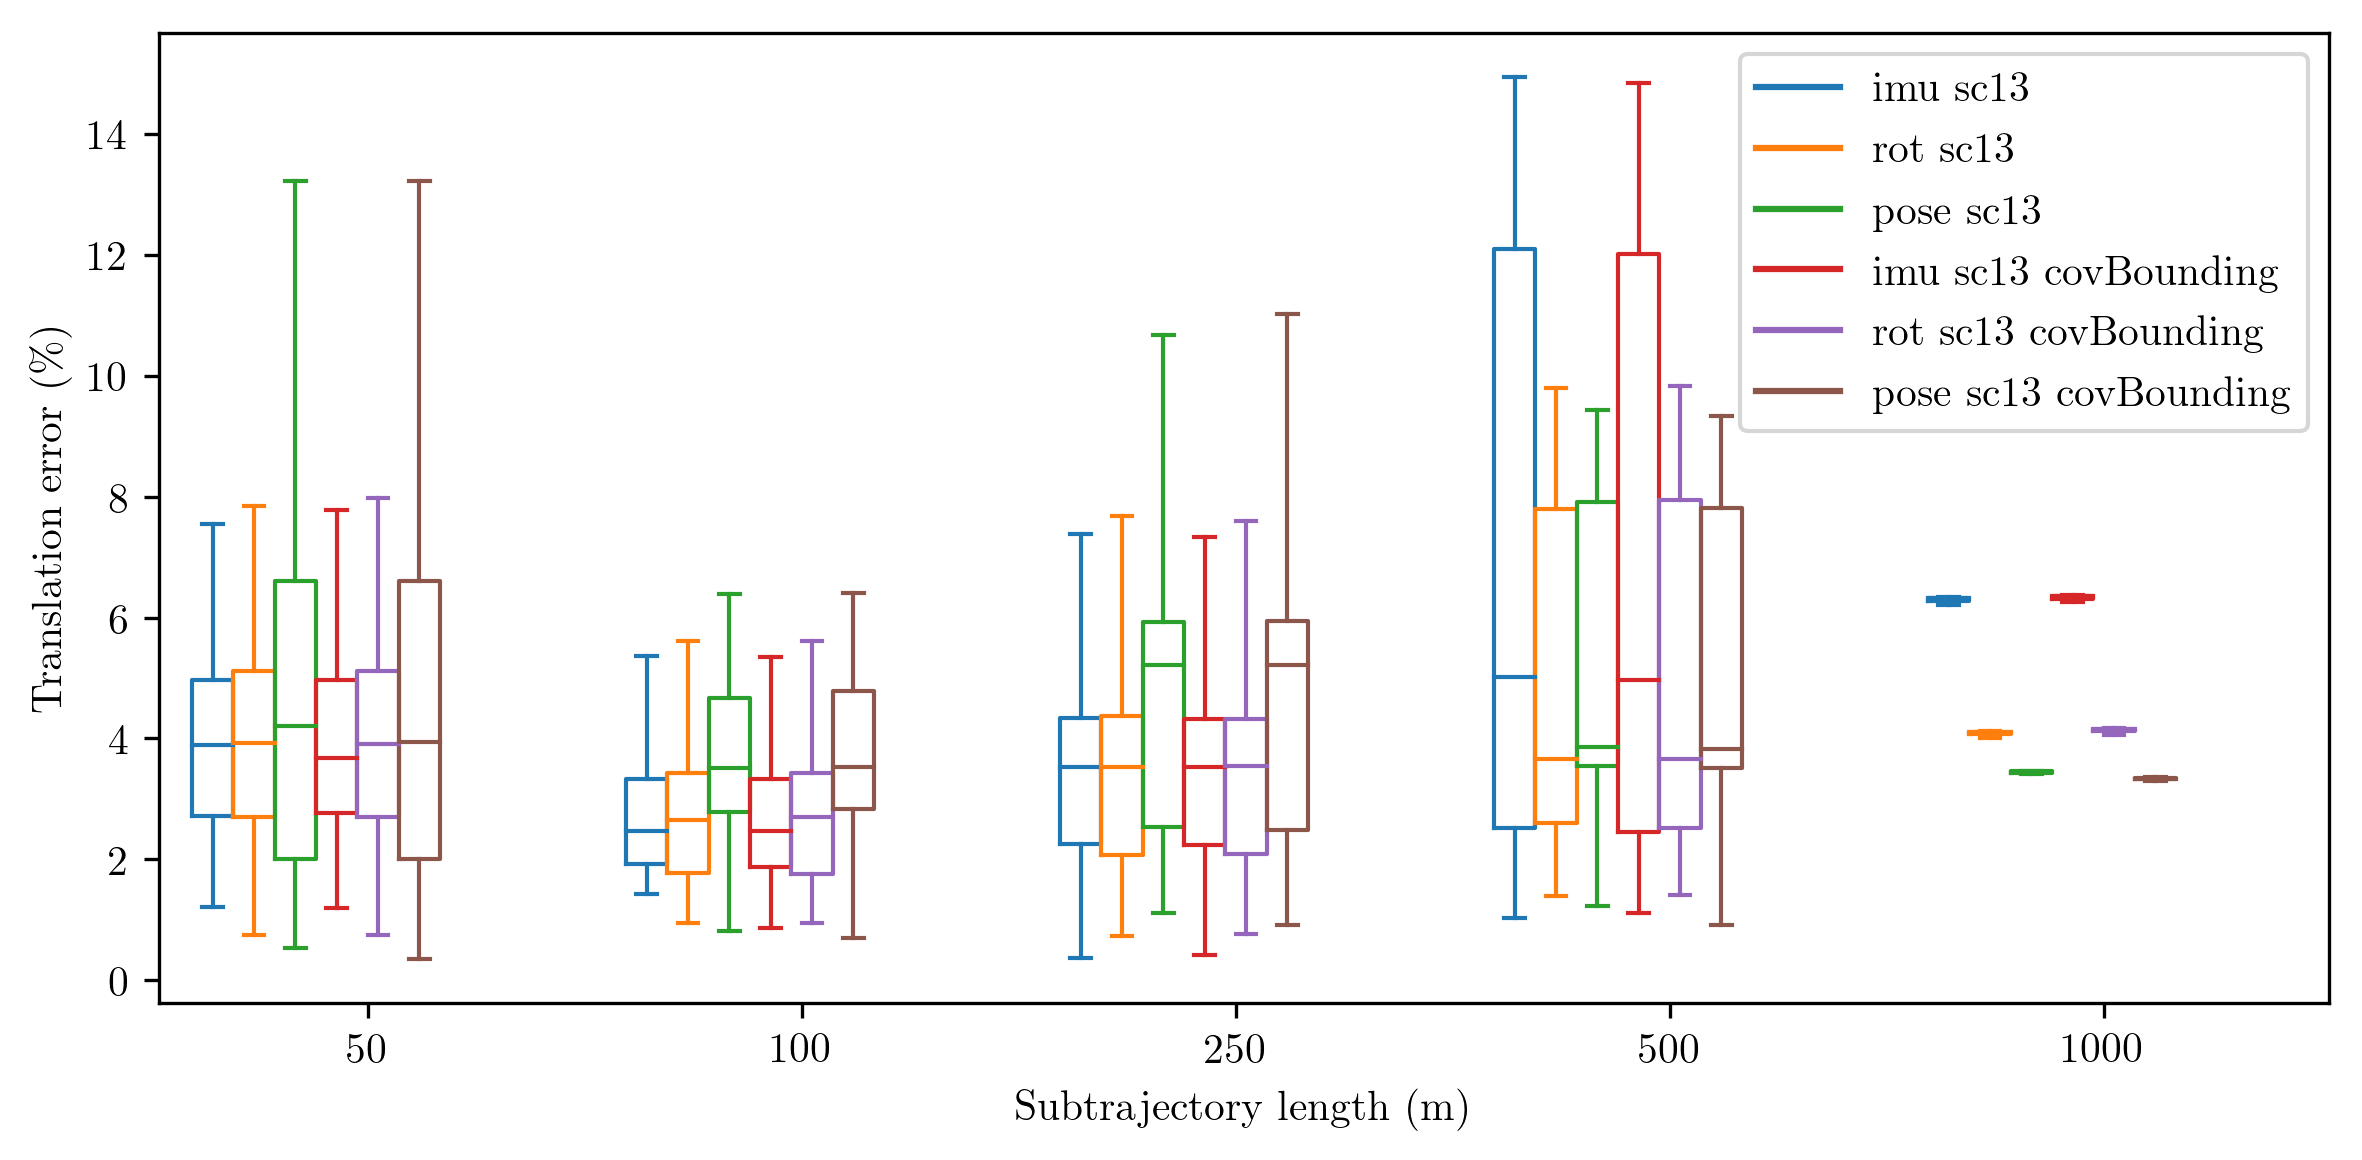 Translation error (%)
14
12
10
8
6
4
2
0
imu sc13
rot sc13
pose sc13
imu sc13 covBounding
rot sc13 covBounding
pose sc13 covBounding
50
100
250
500
1000
Subtrajectory length (m)